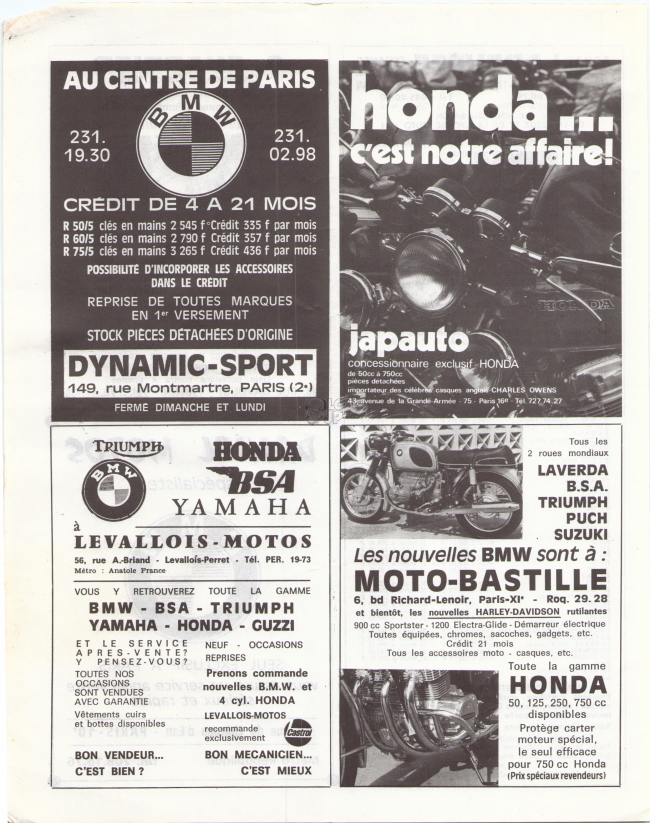 AU CENTRE DE PARIS
BMW
231.
19.30
231.
02.98
CRÉDIT DE 4 A 21 MOIS
R 50/5 clés en mains 2 545 f Crédit 335 f par mois
R 60/5 clés en mains 2 790 f Crédit 357 f par mois
R 75/5 clés en mains 3 265 f Crédit 436 f par mois
POSSIBILITÉ D'INCORPORER LES ACCESSOIRES
DANS LE CRÉDIT
REPRISE DE TOUTES MARQUES
EN 1er VERSEMENT
STOCK PIÈCES DÉTACHÉES D'ORIGINE
DYNAMIC-SPORT
149, rue Montmartre, PARIS (2e)
FERMÉ DIMANCHE ET LUNDI
honda...
c'est notre affaire!
HONDA
japauto
concessionnaire exclusif HONDA
de 50cc à 750cc
pièces détachées
importateur des célèbres casques anglais CHARLES OWENS
43 avenue de la Grande-Armée - 75 - Paris 16e - Tél. 727.74.27
TRIUMPH
BMW
HONDA
BSA
YAMAHA
à
LEVALLOIS-MOTOS
56, rue A.-Briand - Levallois-Perret - Tél. PER. 19-73
Métro : Anatole France
VOUS Y RETROUVEREZ TOUTE LA GAMME
BMW - BSA - TRIUMPH
YAMAHA - HONDA - GUZZI
ET LE SERVICE
APRES-VENTE?
Y PENSEZ-VOUS?
TOUTES NOS
OCCASIONS
SONT VENDUES
AVEC GARANTIE
Vêtements cuirs
et bottes disponibles
BON VENDEUR...
C'EST BIEN ?
NEUF - OCCASIONS
REPRISES
Prenons commande
nouvelles B.M.W. et
4 cyl. HONDA
LEVALLOIS-MOTOS
recommande
exclusivement
Castrol
BON MECANICIEN...
C'EST MIEUX
Tous les
2 roues mondiaux
LAVERDA
B.S.A.
TRIUMPH
PUCH
SUZUKI
Les nouvelles BMW sont à :
MOTO-BASTILLE
6, bd Richard-Lenoir, Paris-XIe - Roq. 29.28
et bientôt, les nouvelles HARLEY-DAVIDSON rutilantes
900 cc Sportster - 1200 Electra-Glide - Démarreur électrique
Toutes équipées, chromes, sacoches, gadgets, etc.
Crédit 21 mois
Tous les accessoires moto - casques, etc.
Toute la gamme
HONDA
50, 125, 250, 750 cc
disponibles
Protège carter
moteur spécial,
le seul efficace
pour 750 cc Honda
(Prix spéciaux revendeurs)